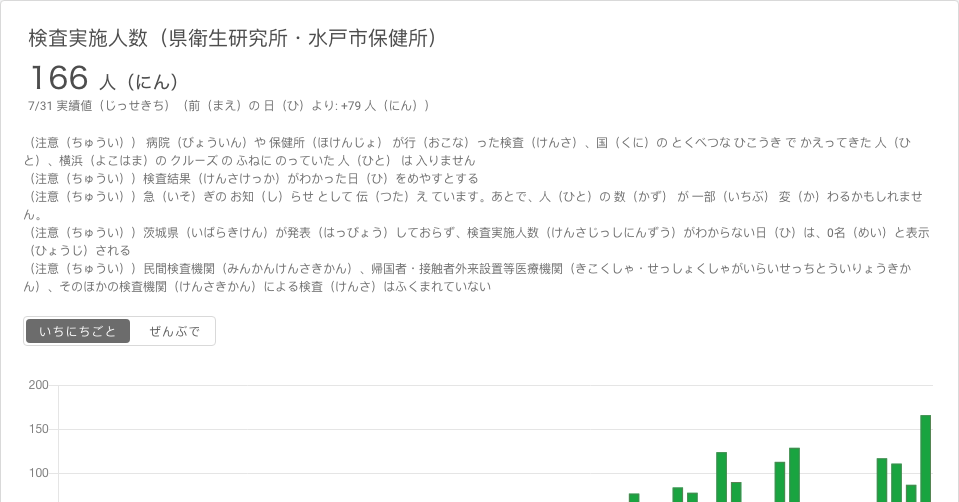 検査実施人数（県衛生研究所・水戸市保健所）
166 人（にん）
7/31 実績値（じっせきち）（前（まえ）の 日（ひ）より: +79 人（にん））
（注意（ちゅうい）） 病院（びょういん）や 保健所（ほけんじょ） が行（おこな）った検査（けんさ）、国（くに）の とくべつな ひこうき で かえってきた 人（ひ
と）、横浜（よこはま）の クルーズ の ふねに のっていた 人（ひと） は 入りません
（注意（ちゅうい））検査結果（けんさけっか）がわかった日（ひ）をめやすとする
（注意（ちゅうい））急（いそ）ぎの お知（し）らせ として 伝（つた）え ています。あとで、人（ひと）の 数（かず） が 一部（いちぶ） 変（か）わるかもしれませ
ん。
（注意（ちゅうい））茨城県（いばらきけん）が発表（はっぴょう）しておらず、検査実施人数（けんさじっしにんずう）がわからない日（ひ）は、0名（めい）と表示
（ひょうじ）される
（注意（ちゅうい））民間検査機関（みんかんけんさきかん）、帰国者・接触者外来設置等医療機関（きこくしゃ・せっしょくしゃがいらいせっちとういりょうきか
ん）、そのほかの検査機関（けんさきかん）による検査（けんさ）はふくまれていない
いちにちごと ぜんぶで
200
150
100